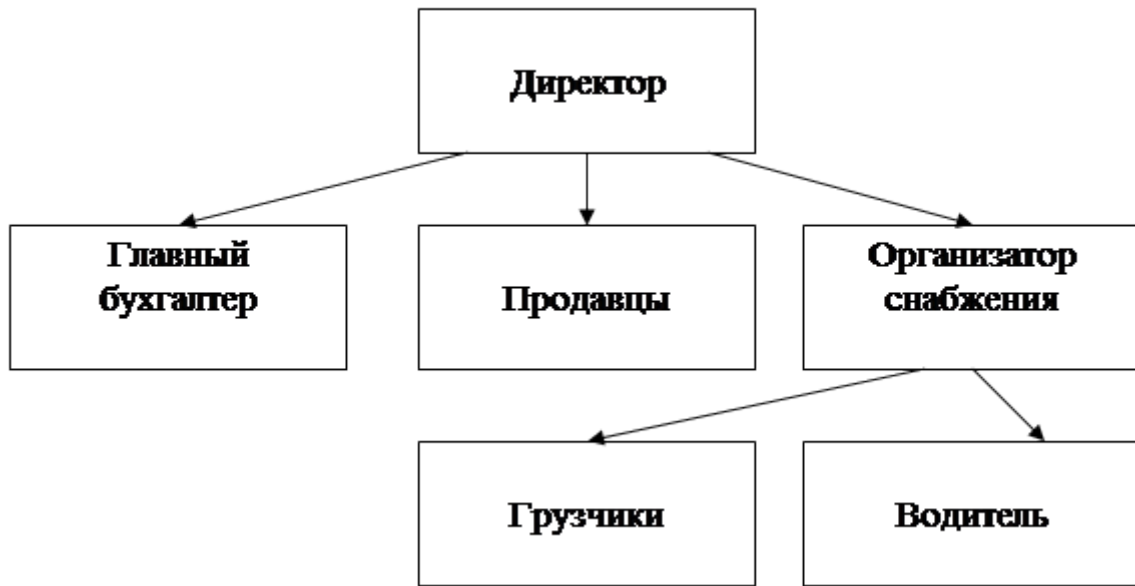 Директор
Главный
бухгалтер
Продавцы
Организатор
снабжения
Грузчики
Водитель